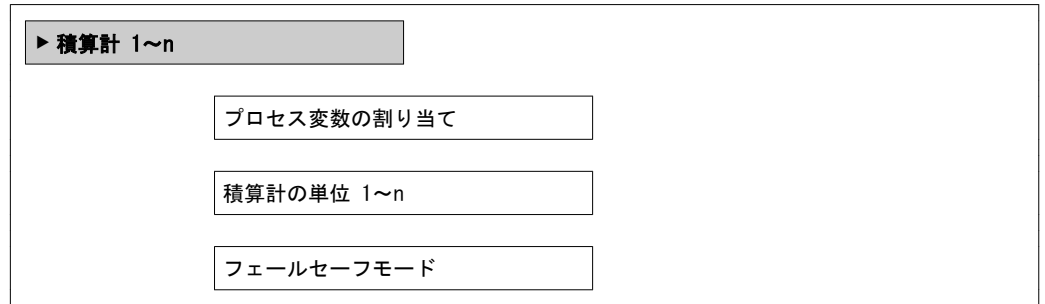 ▶ 積算計 1～n
プロセス変数の割り当て
積算計の単位 1～n
フェールセーフモード